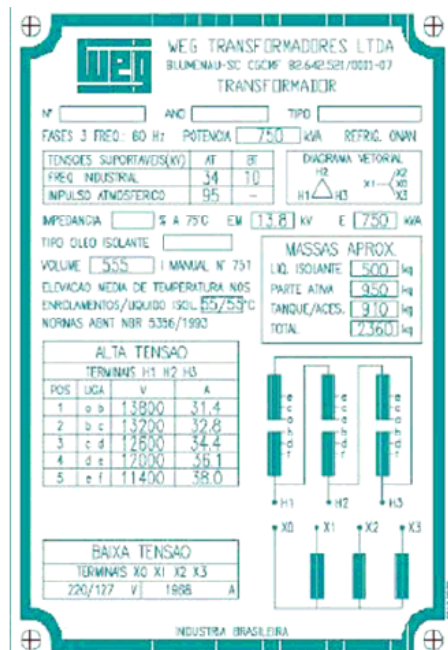 weg
WEG TRANSFORMADORES LTDA
BLUMENAU-SC CGCMF 82.642.521/0001-07
TRANSFORMADOR
Nº ANO TIPO
FASES 3 FREQ: 60 Hz POTENCIA 750 kVA REFRIG. ONAN
TENSOES SUPORTAVEIS(kV) AT BT
FREQ INDUSTRIAL 34 10
IMPULSO ATMOSFERICO 95 -
DIAGRAMA VETORIAL
H2
H1 H3
X1 X2
X0
X3
IMPEDANCIA % A 75ºC EM 13.8 kV E 750 kVA
TIPO OLEO ISOLANTE
VOLUME 555 l MANUAL Nº 751
ELEVACAO MEDIA DE TEMPERATURA NOS
ENROLAMENTOS/LIQUIDO ISOL. 55/55ºC
NORMAS ABNT NBR 5356/1993
MASSAS APROX.
LIQ. ISOLANTE 500 kg
PARTE ATIVA 950 kg
TANQUE/ACES. 910 kg
TOTAL 2360 kg
ALTA TENSAO
TERMINAIS H1 H2 H3
POS LIGA V A
1 a b 13800 31.4
2 b c 13200 32.8
3 c d 12600 34.4
4 d e 12000 36.1
5 e f 11400 38.0
e c a b d f
e c a b d f
e c a b d f
H1 H2 H3
X0 X1 X2 X3
BAIXA TENSAO
TERMINAIS X0 X1 X2 X3
220/127 V 1968 A
INDUSTRIA BRASILEIRA